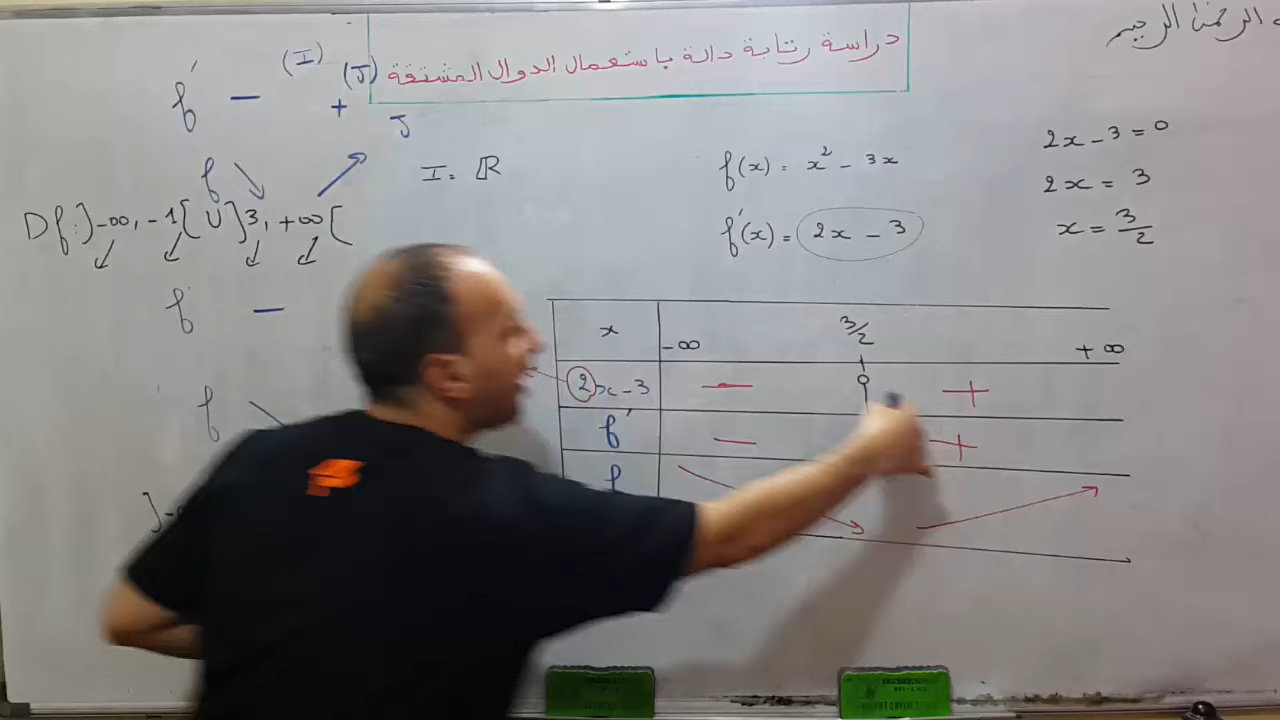 الرحمن الرحيم
دراسة رتابة دالة باستعمال الدوال المشتقة
f' − (I) + (J)
f J
Df: ]-∞, -1[ U ]3, +∞[
f −
f
I = ℝ
f(x) = x² − 3x
f'(x) = 2x − 3
2x − 3 = 0
2x = 3
x = 3/2
x -∞ 3/2 +∞
2x − 3 − 0 +
f' − +
f